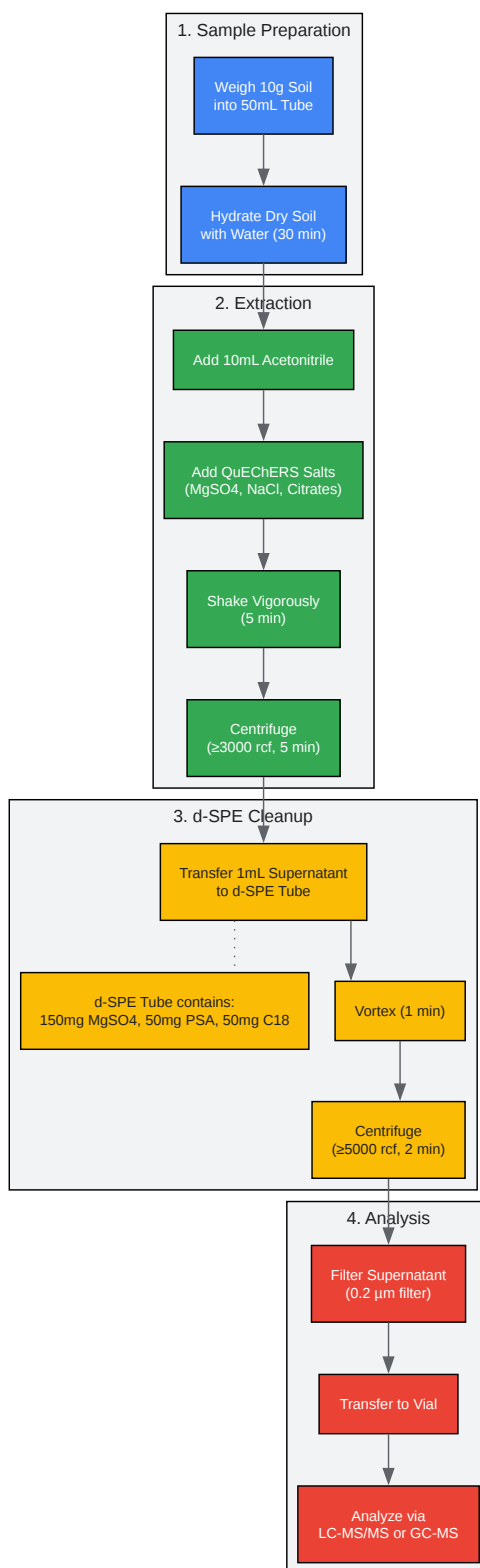 1. Sample Preparation
Weigh 10g Soil
into 50mL Tube
Hydrate Dry Soil
with Water (30 min)
2. Extraction
Add 10mL Acetonitrile
Add QuEChERS Salts
(MgSO4, NaCl, Citrates)
Shake Vigorously
(5 min)
Centrifuge
(≥3000 rcf, 5 min)
3. d-SPE Cleanup
Transfer 1mL Supernatant
to d-SPE Tube
d-SPE Tube contains:
150mg MgSO4, 50mg PSA, 50mg C18
Vortex (1 min)
Centrifuge
(≥5000 rcf, 2 min)
4. Analysis
Filter Supernatant
(0.2 µm filter)
Transfer to Vial
Analyze via
LC-MS/MS or GC-MS